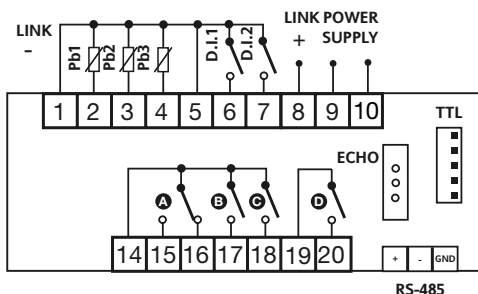 LINK POWER
SUPPLY
+
LINK
-
Pb1
Pb2
Pb3
D.I.1
D.I.2
1 2 3 4 5 6 7 8 9 10
TTL
ECHO
A B C D
14 15 16 17 18 19 20
+ - GND
RS-485